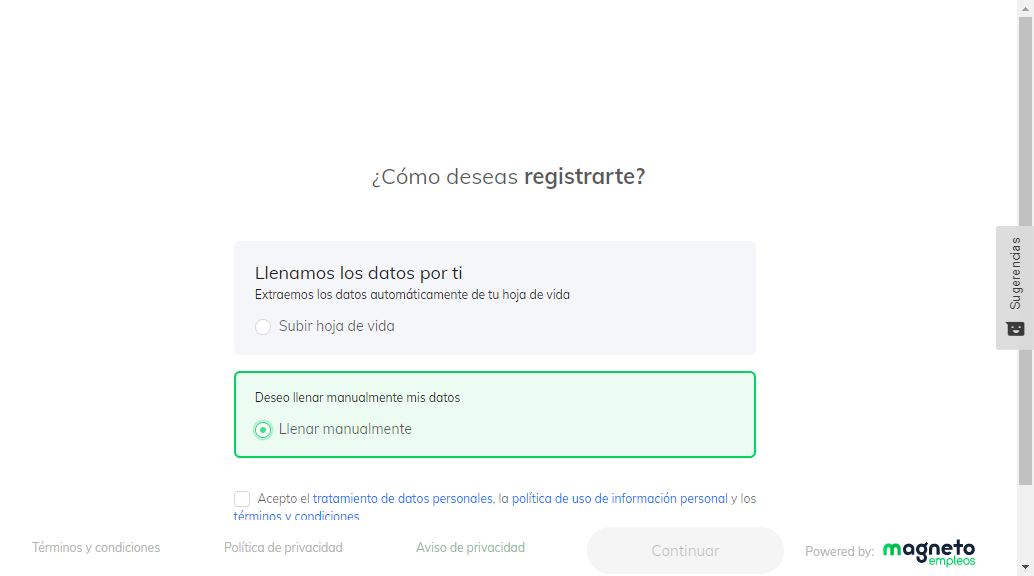 ¿Cómo deseas registrarte?
Llenamos los datos por ti
Extraemos los datos automáticamente de tu hoja de vida
Subir hoja de vida
Deseo llenar manualmente mis datos
Llenar manualmente
Acepto el tratamiento de datos personales, la política de uso de información personal y los
términos y condiciones
Términos y condiciones
Política de privacidad
Aviso de privacidad
Continuar
Powered by:
magneto
empleos
Sugerencias